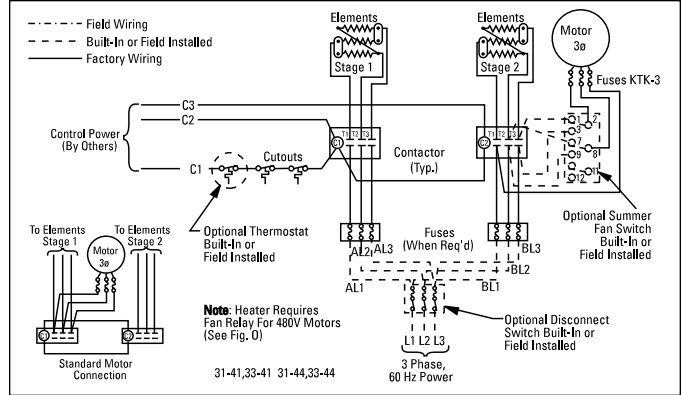 Field Wiring
Built-In or Field Installed
Factory Wiring
Elements
Stage 1
Elements
Stage 2
Motor
3ø
Fuses KTK-3
C3
C2
Control Power
(By Others)
C1
Cutouts
T1 T2 T3
C1
Contactor
(Typ.)
T1 T2 T3
C2
1
2
3
7
8
9
11
12
Optional Thermostat
Built-In or
Field Installed
Fuses
(When Req'd)
Optional Summer
Fan Switch
Built-In or
Field Installed
AL1
AL2
AL3
BL1
BL2
BL3
To Elements
Stage 1
Motor
3ø
To Elements
Stage 2
C1
C2
Standard Motor
Connection
Note: Heater Requires
Fan Relay For 480V Motors
(See Fig. O)
31-41,33-41 31-44,33-44
Optional Disconnect
Switch Built-In or
Field Installed
L1 L2 L3
3 Phase,
60 Hz Power